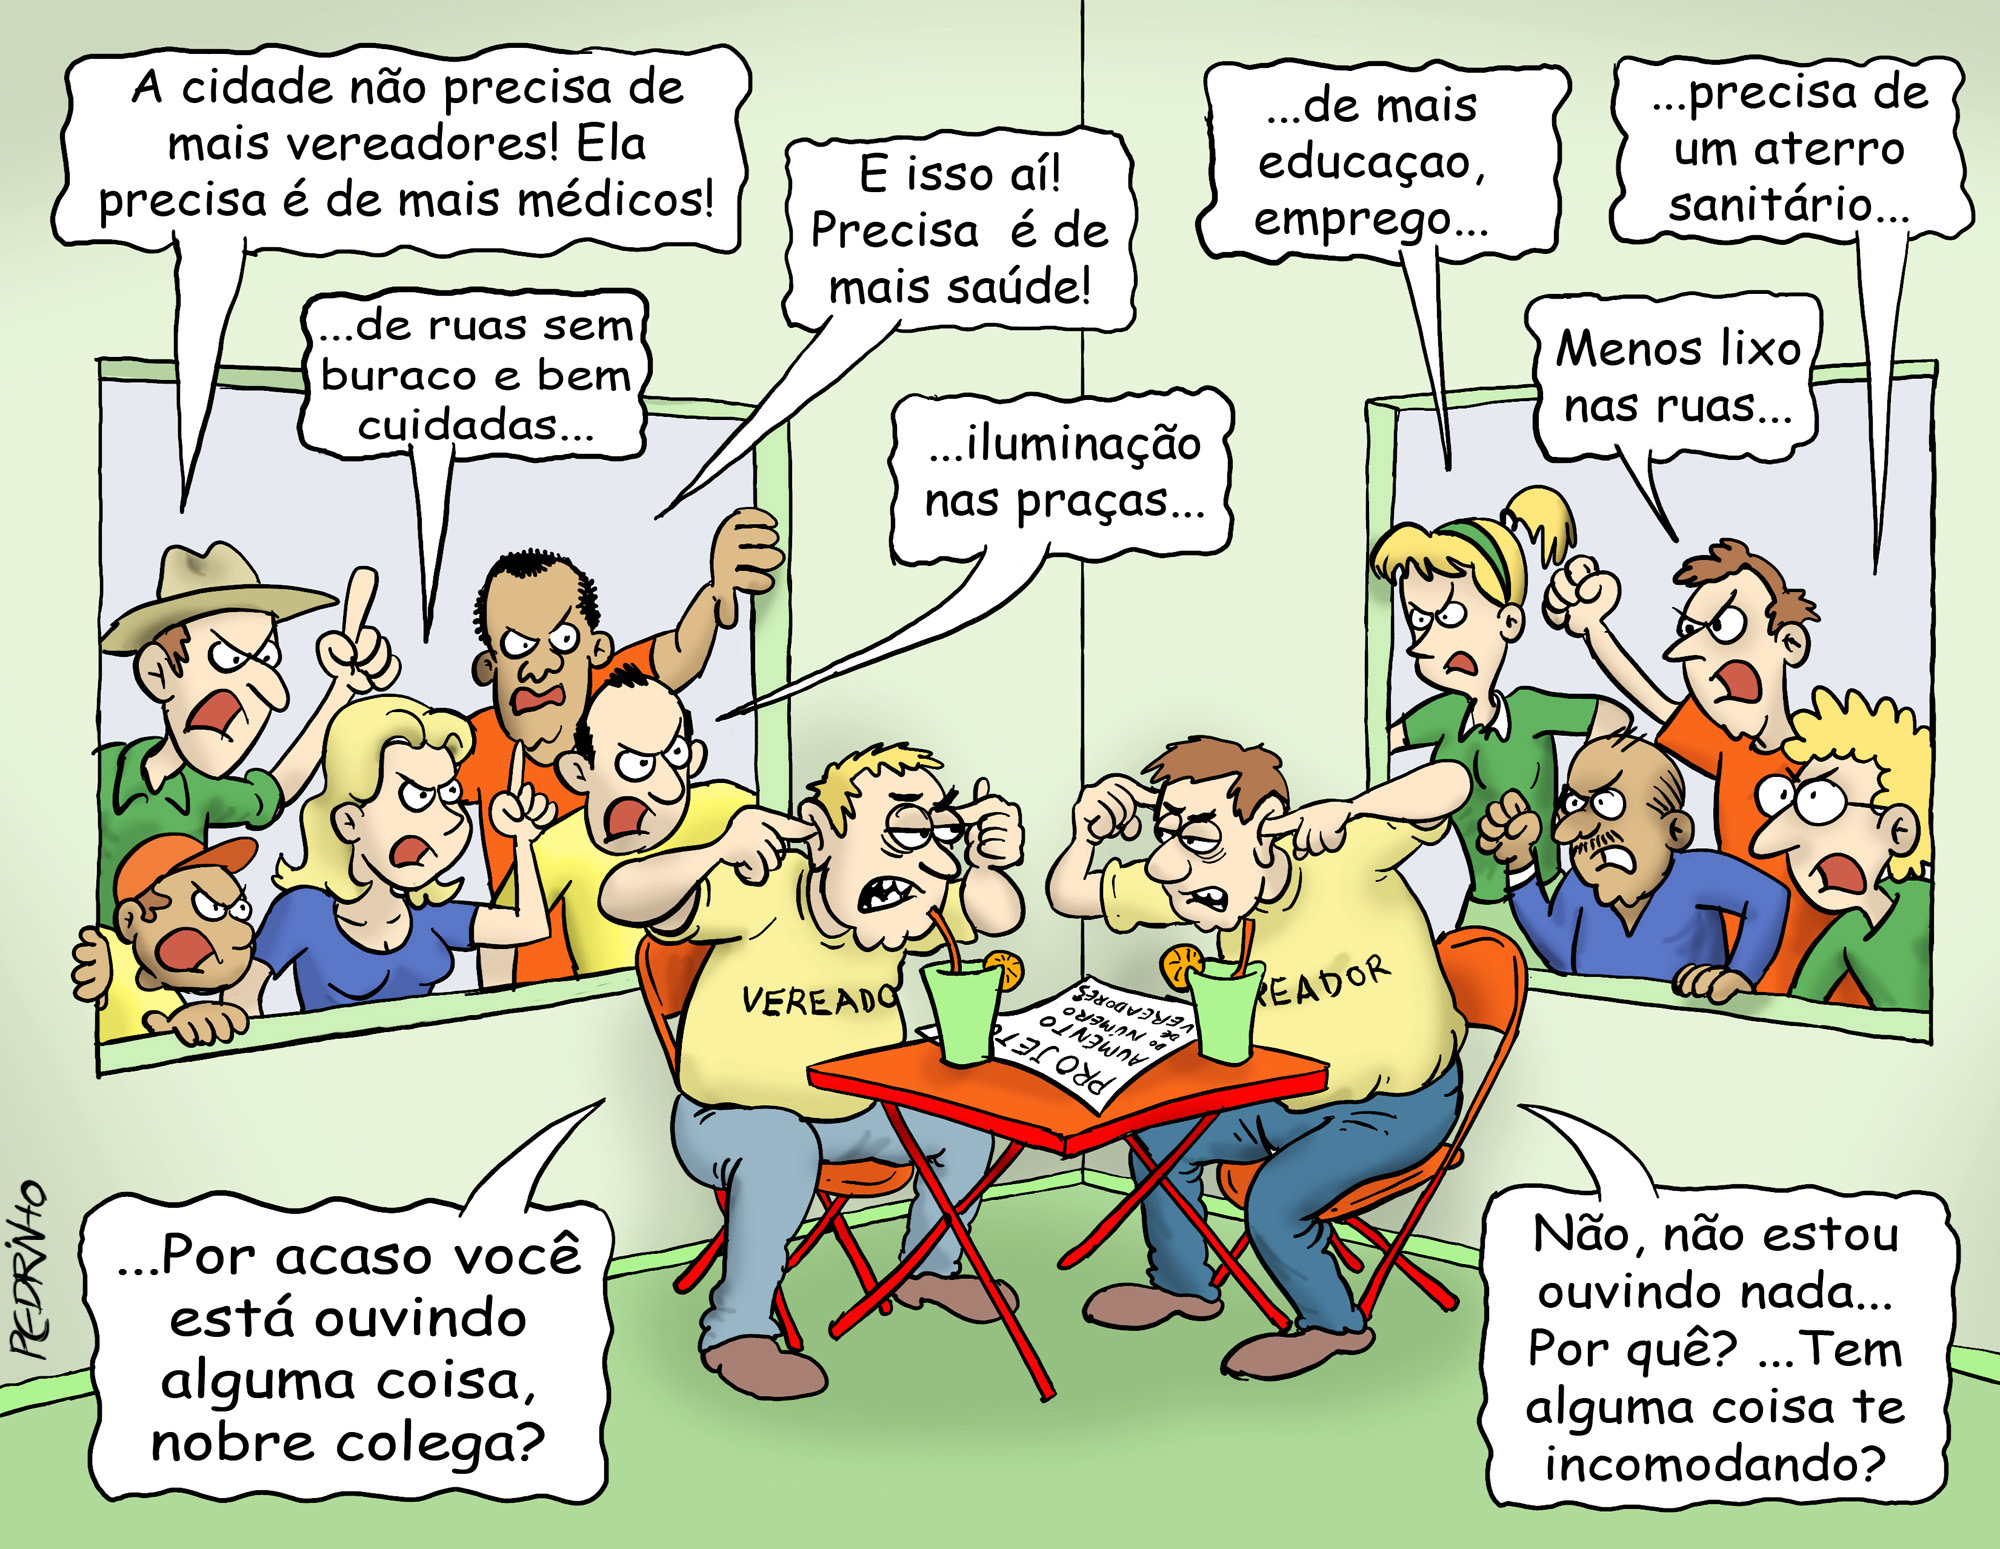 A cidade não precisa de
mais vereadores! Ela
precisa é de mais médicos!
...de ruas sem
buraco e bem
cuidadas...
E isso aí!
Precisa é de
mais saúde!
...iluminação
nas praças...
...de mais
educaçao,
emprego...
Menos lixo
nas ruas...
...precisa de
um aterro
sanitário...
VEREADO
READOR
PROJET
AUMENTO
DO NÚMERO
DE
VEREADORES
...Por acaso você
está ouvindo
alguma coisa,
nobre colega?
Não, não estou
ouvindo nada...
Por quê? ...Tem
alguma coisa te
incomodando?
PEDRINHO